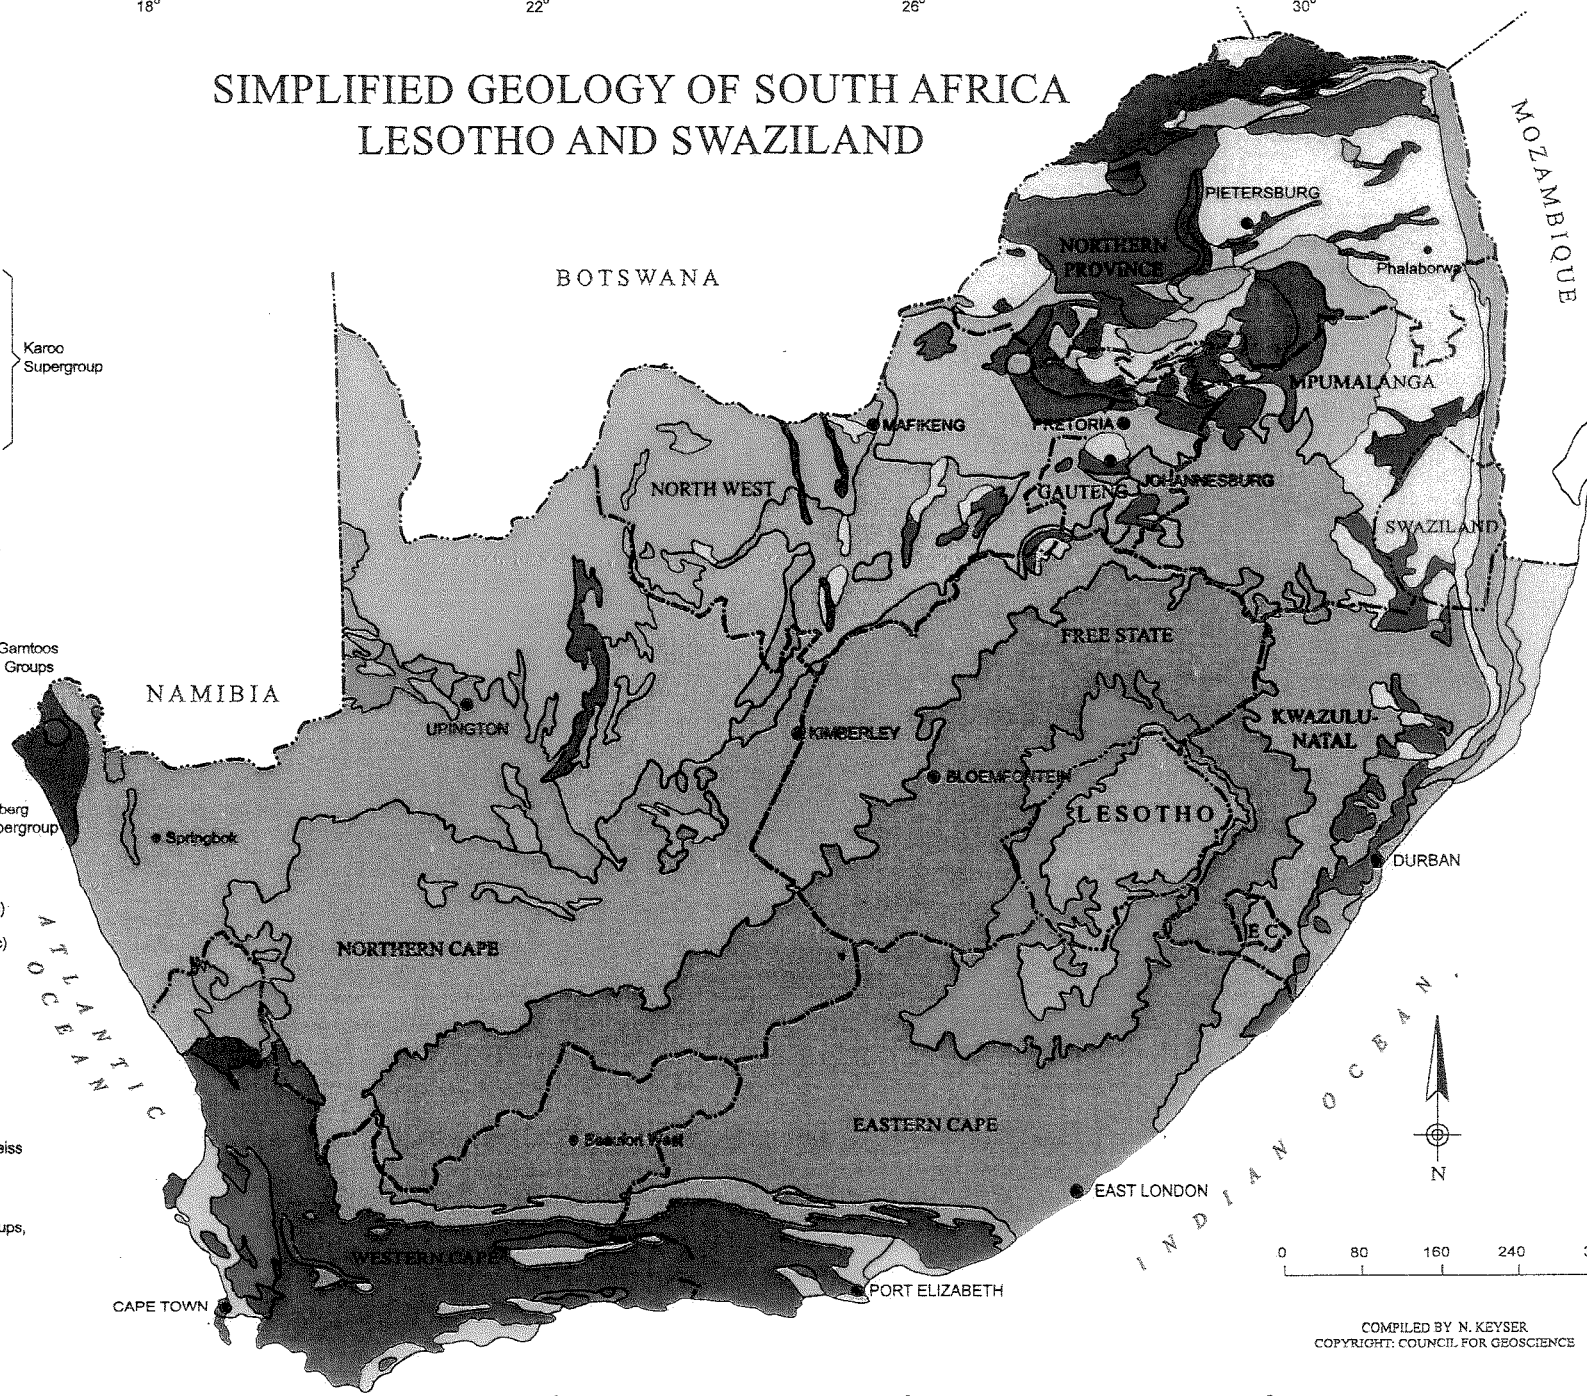 18° 22° 26° 30°
SIMPLIFIED GEOLOGY OF SOUTH AFRICA
LESOTHO AND SWAZILAND
MOZAMBIQUE
PIETERSBURG
NORTHERN
PROVINCE
Phalaborwa
BOTSWANA
Karoo
Supergroup
MPUMALANGA
MAFIKENG
PRETORIA
JOHANNESBURG
GAUTENG
NORTH WEST
SWAZILAND
FREE STATE
Gamtoos
Groups
NAMIBIA
UPINGTON
KIMBERLEY
KWAZULU-
NATAL
BLOEMFONTEIN
LESOTHO
berg
pergroup
Springbok
DURBAN
)
c)
E C
NORTHERN CAPE
ATLANTIC
OCEAN
INDIAN OCEAN
EASTERN CAPE
Beaufort West
eiss
N
EAST LONDON
ups,
WESTERN CAPE
0 80 160 240
PORT ELIZABETH
CAPE TOWN
COMPILED BY N. KEYSER
COPYRIGHT: COUNCIL FOR GEOSCIENCE